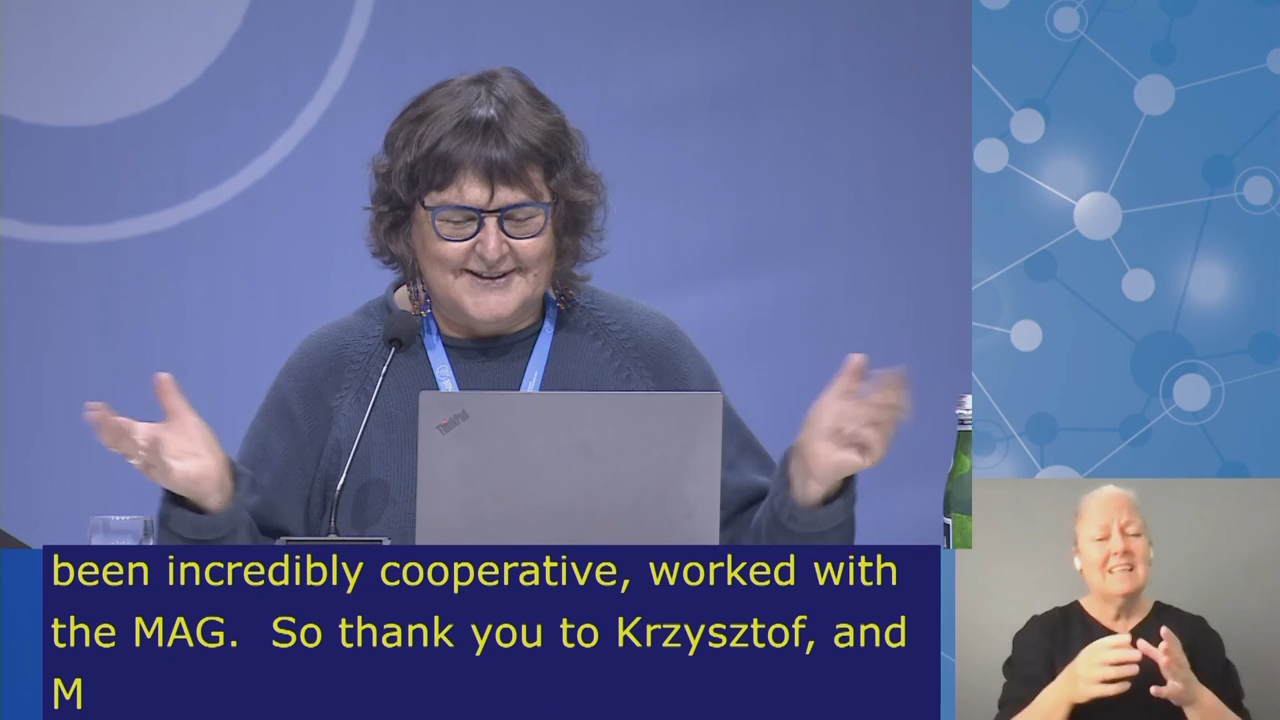 ThinkPad
been incredibly cooperative, worked with
the MAG.  So thank you to Krzysztof, and
M